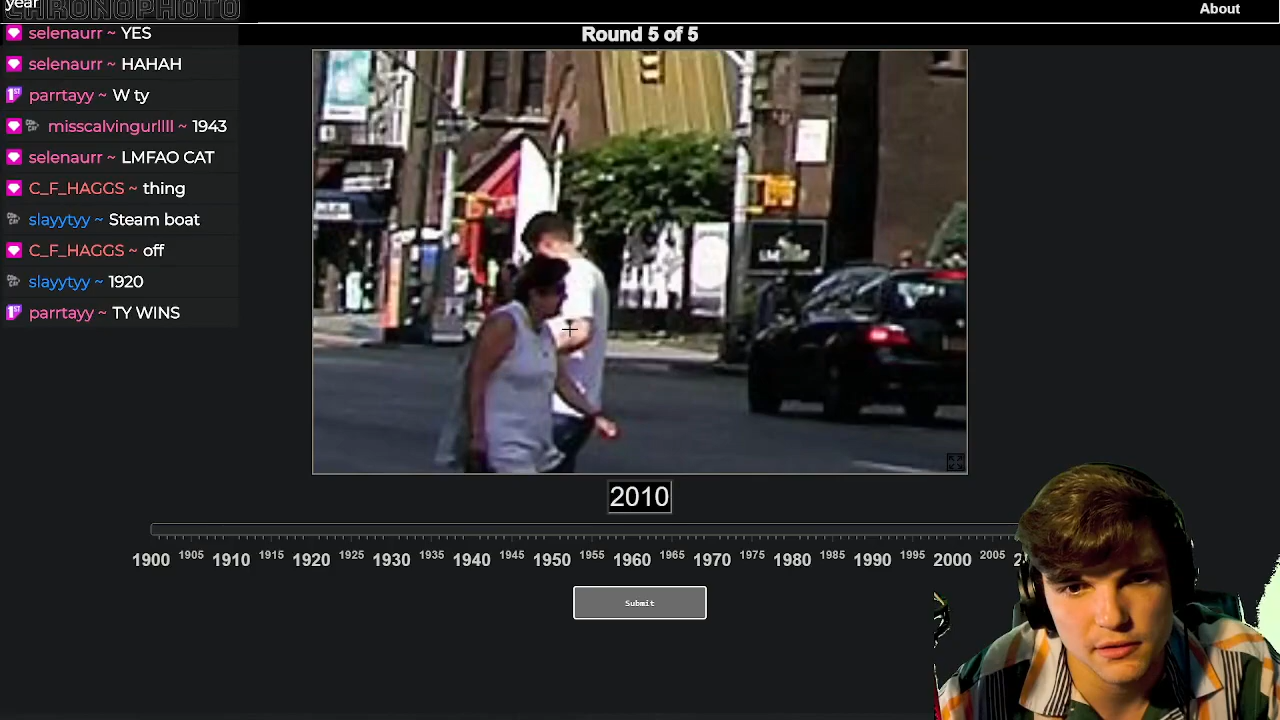 year
CHRONOPHOTO
About
Round 5 of 5
selenaurr ~ YES
selenaurr ~ HAHAH
parrtayy ~ W ty
misscalvingurllll ~ 1943
selenaurr ~ LMFAO CAT
C_F_HAGGS ~ thing
slayytyy ~ Steam boat
C_F_HAGGS ~ off
slayytyy ~ 1920
parrtayy ~ TY WINS
2010
1900 1905 1910 1915 1920 1925 1930 1935 1940 1945 1950 1955 1960 1965 1970 1975 1980 1985 1990 1995 2000 2005
Submit